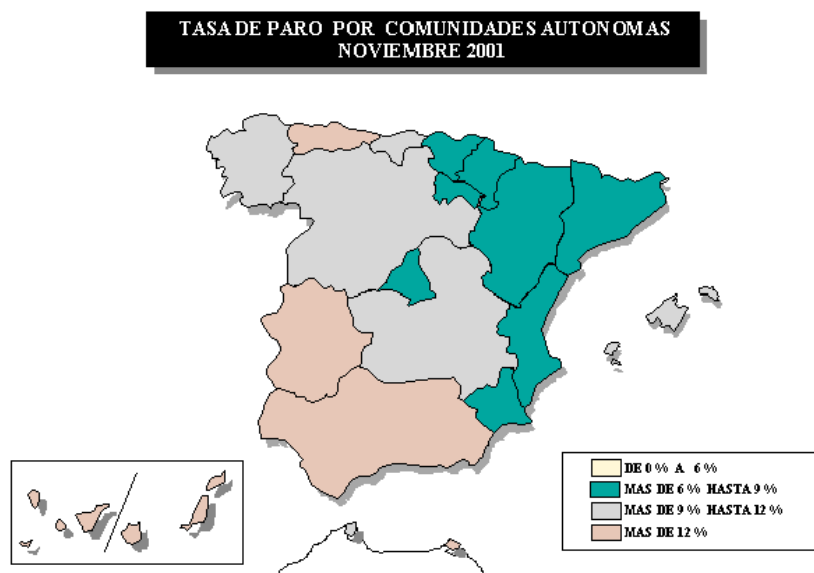 TASA DE PARO POR COMUNIDADES AUTONOMAS
NOVIEMBRE 2001
DE 0 % A 6 %
MAS DE 6 % HASTA 9 %
MAS DE 9 % HASTA 12 %
MAS DE 12 %